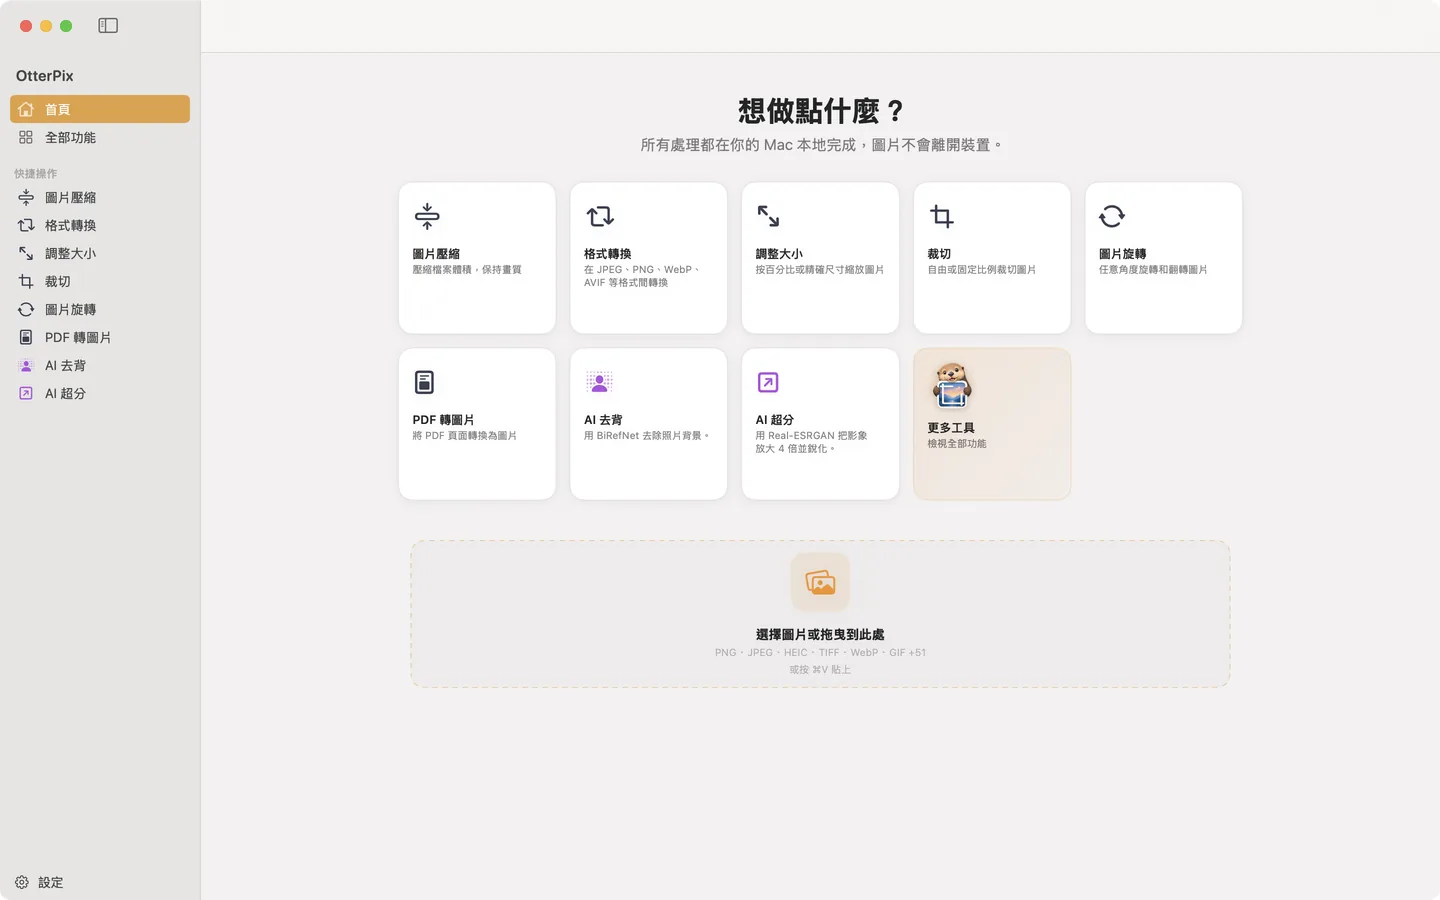 OtterPix
首頁
全部功能
快捷操作
圖片壓縮
格式轉換
調整大小
裁切
圖片旋轉
PDF 轉圖片
AI 去背
AI 超分
設定
想做點什麼？
所有處理都在你的 Mac 本地完成，圖片不會離開裝置。
圖片壓縮
壓縮檔案體積，保持畫質
格式轉換
在 JPEG、PNG、WebP、
AVIF 等格式間轉換
調整大小
按百分比或精確尺寸縮放圖片
裁切
自由或固定比例裁切圖片
圖片旋轉
任意角度旋轉和翻轉圖片
PDF 轉圖片
將 PDF 頁面轉換為圖片
AI 去背
用 BiRefNet 去除照片背景。
AI 超分
用 Real-ESRGAN 把影象
放大 4 倍並銳化。
更多工具
檢視全部功能
選擇圖片或拖曳到此處
PNG · JPEG · HEIC · TIFF · WebP · GIF +51
或按 ⌘V 貼上